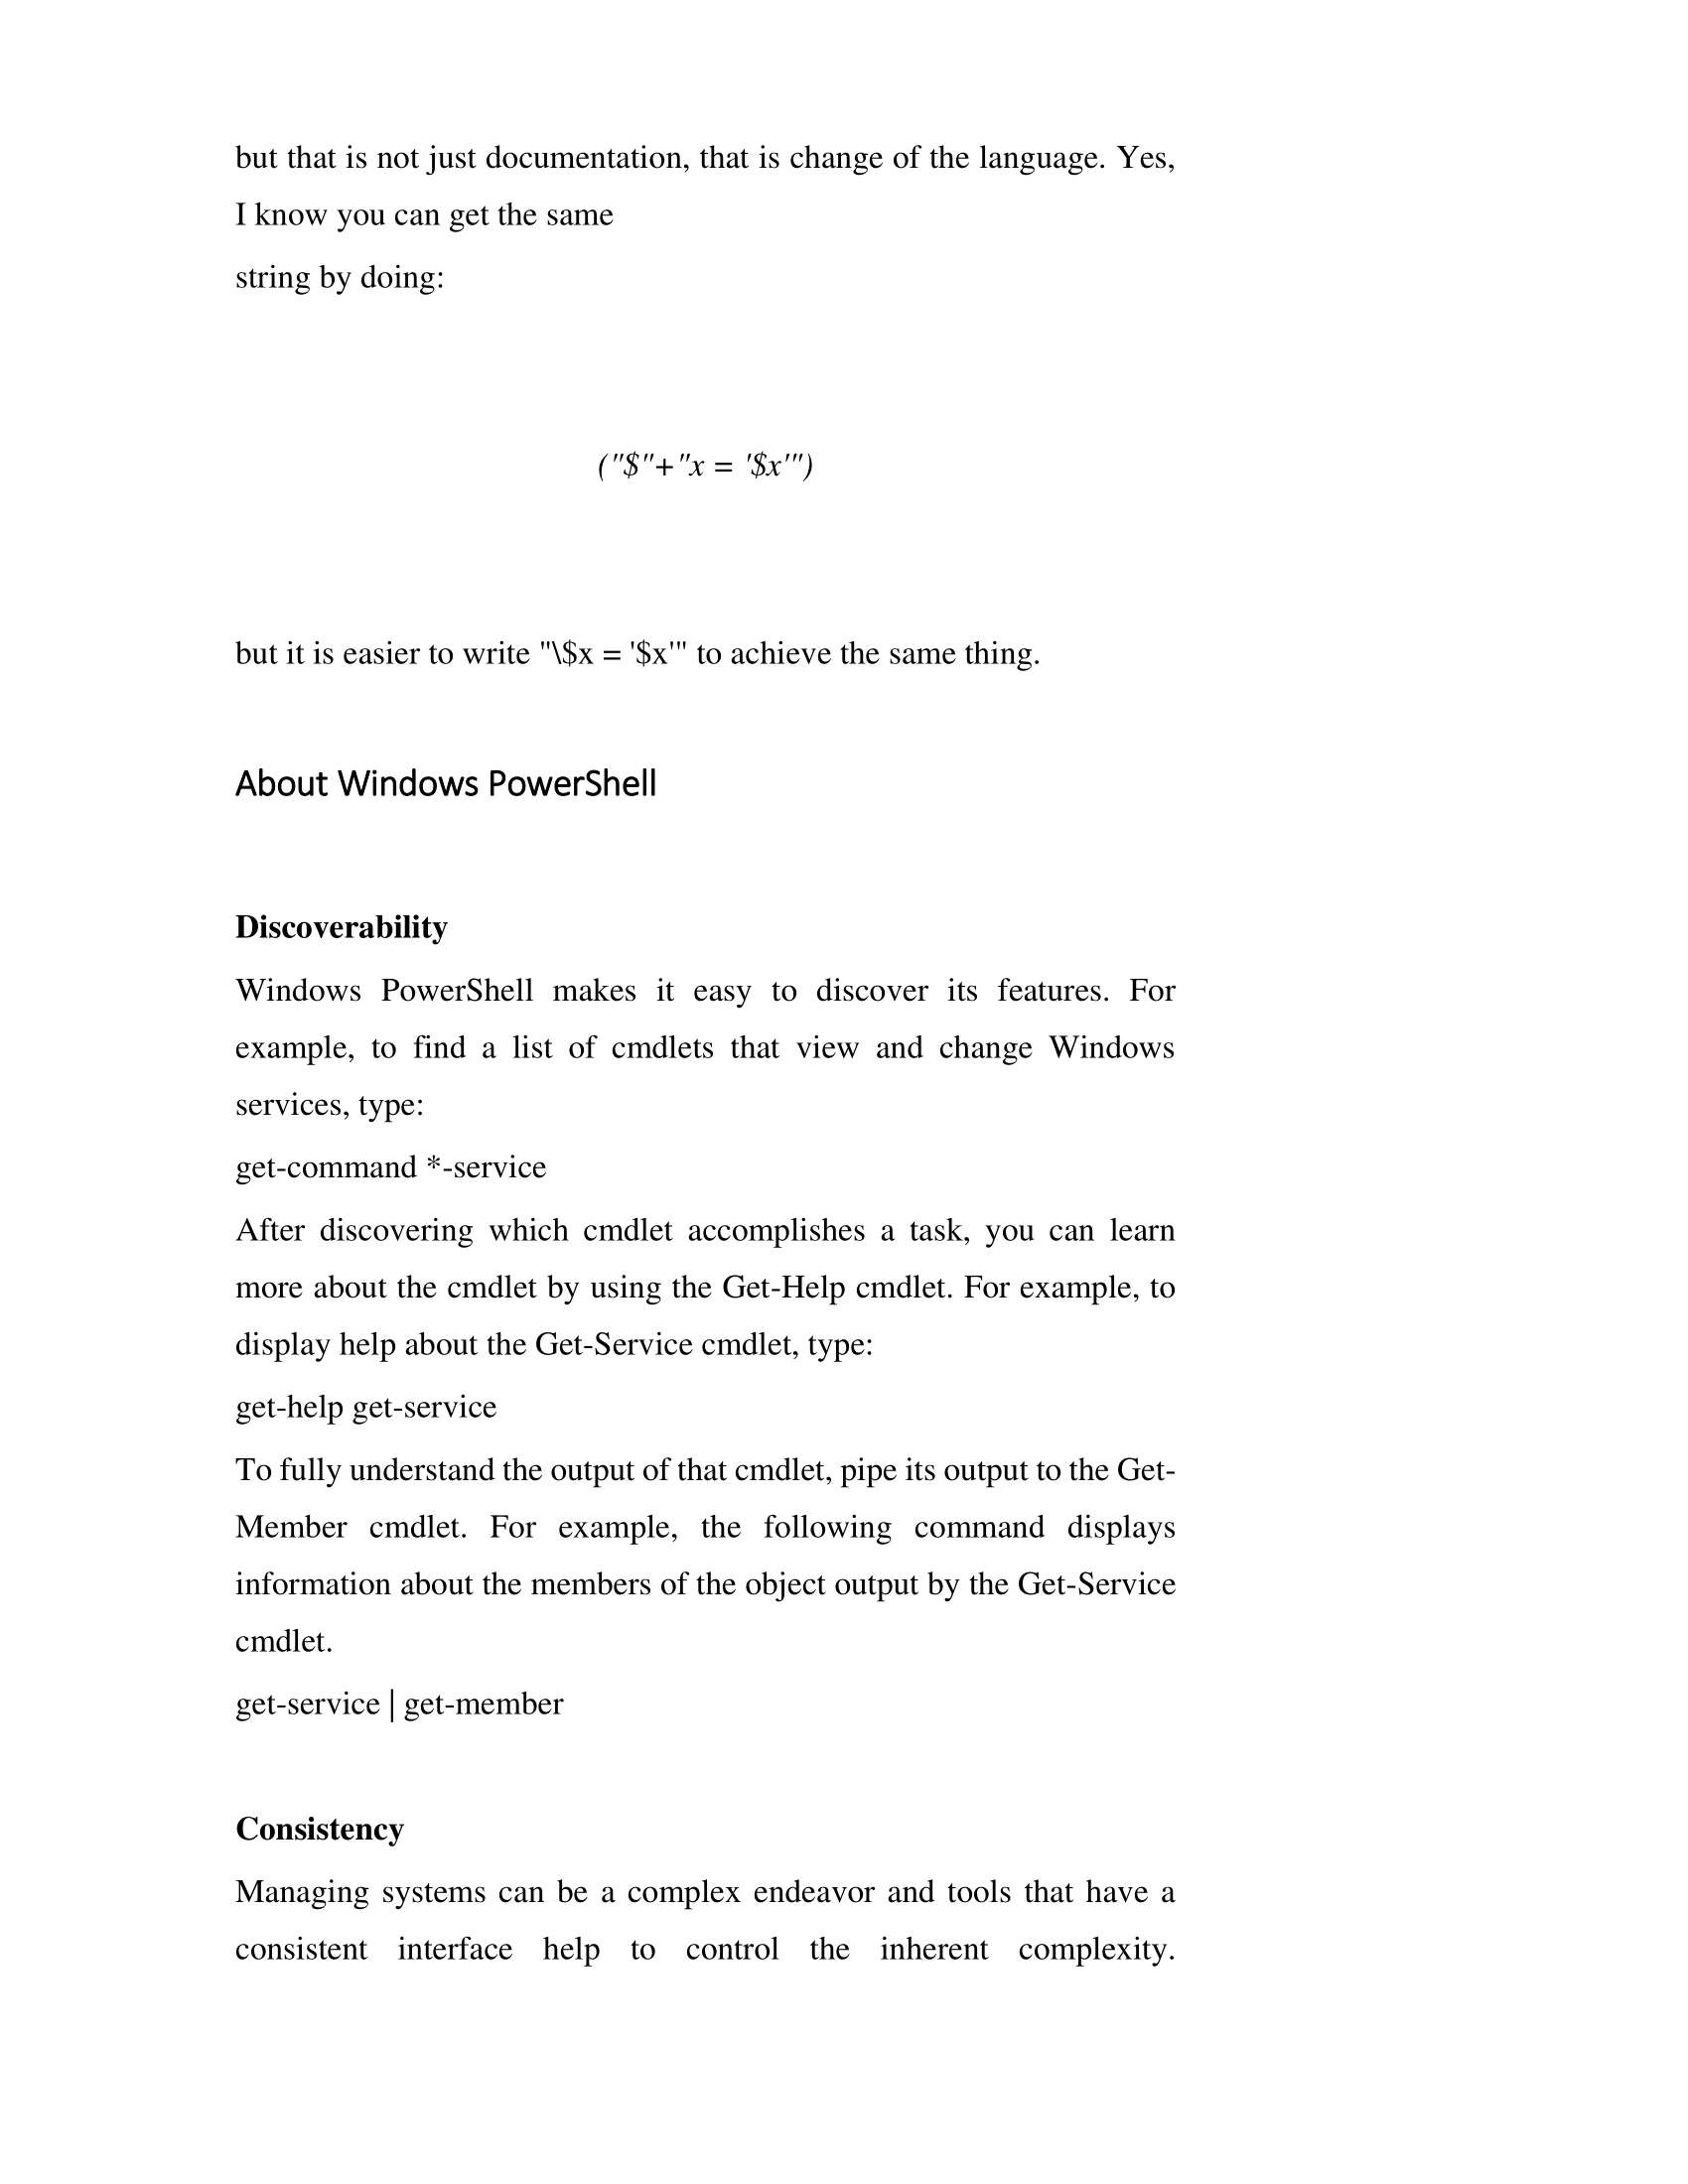 but that is not just documentation, that is change of the language. Yes,
I know you can get the same
string by doing:
("$"+"x = '$x'")
but it is easier to write "\$x = '$x'" to achieve the same thing.
About Windows PowerShell
Discoverability
Windows PowerShell makes it easy to discover its features. For
example, to find a list of cmdlets that view and change Windows
services, type:
get-command *-service
After discovering which cmdlet accomplishes a task, you can learn
more about the cmdlet by using the Get-Help cmdlet. For example, to
display help about the Get-Service cmdlet, type:
get-help get-service
To fully understand the output of that cmdlet, pipe its output to the Get-
Member cmdlet. For example, the following command displays
information about the members of the object output by the Get-Service
cmdlet.
get-service | get-member
Consistency
Managing systems can be a complex endeavor and tools that have a
consistent interface help to control the inherent complexity.